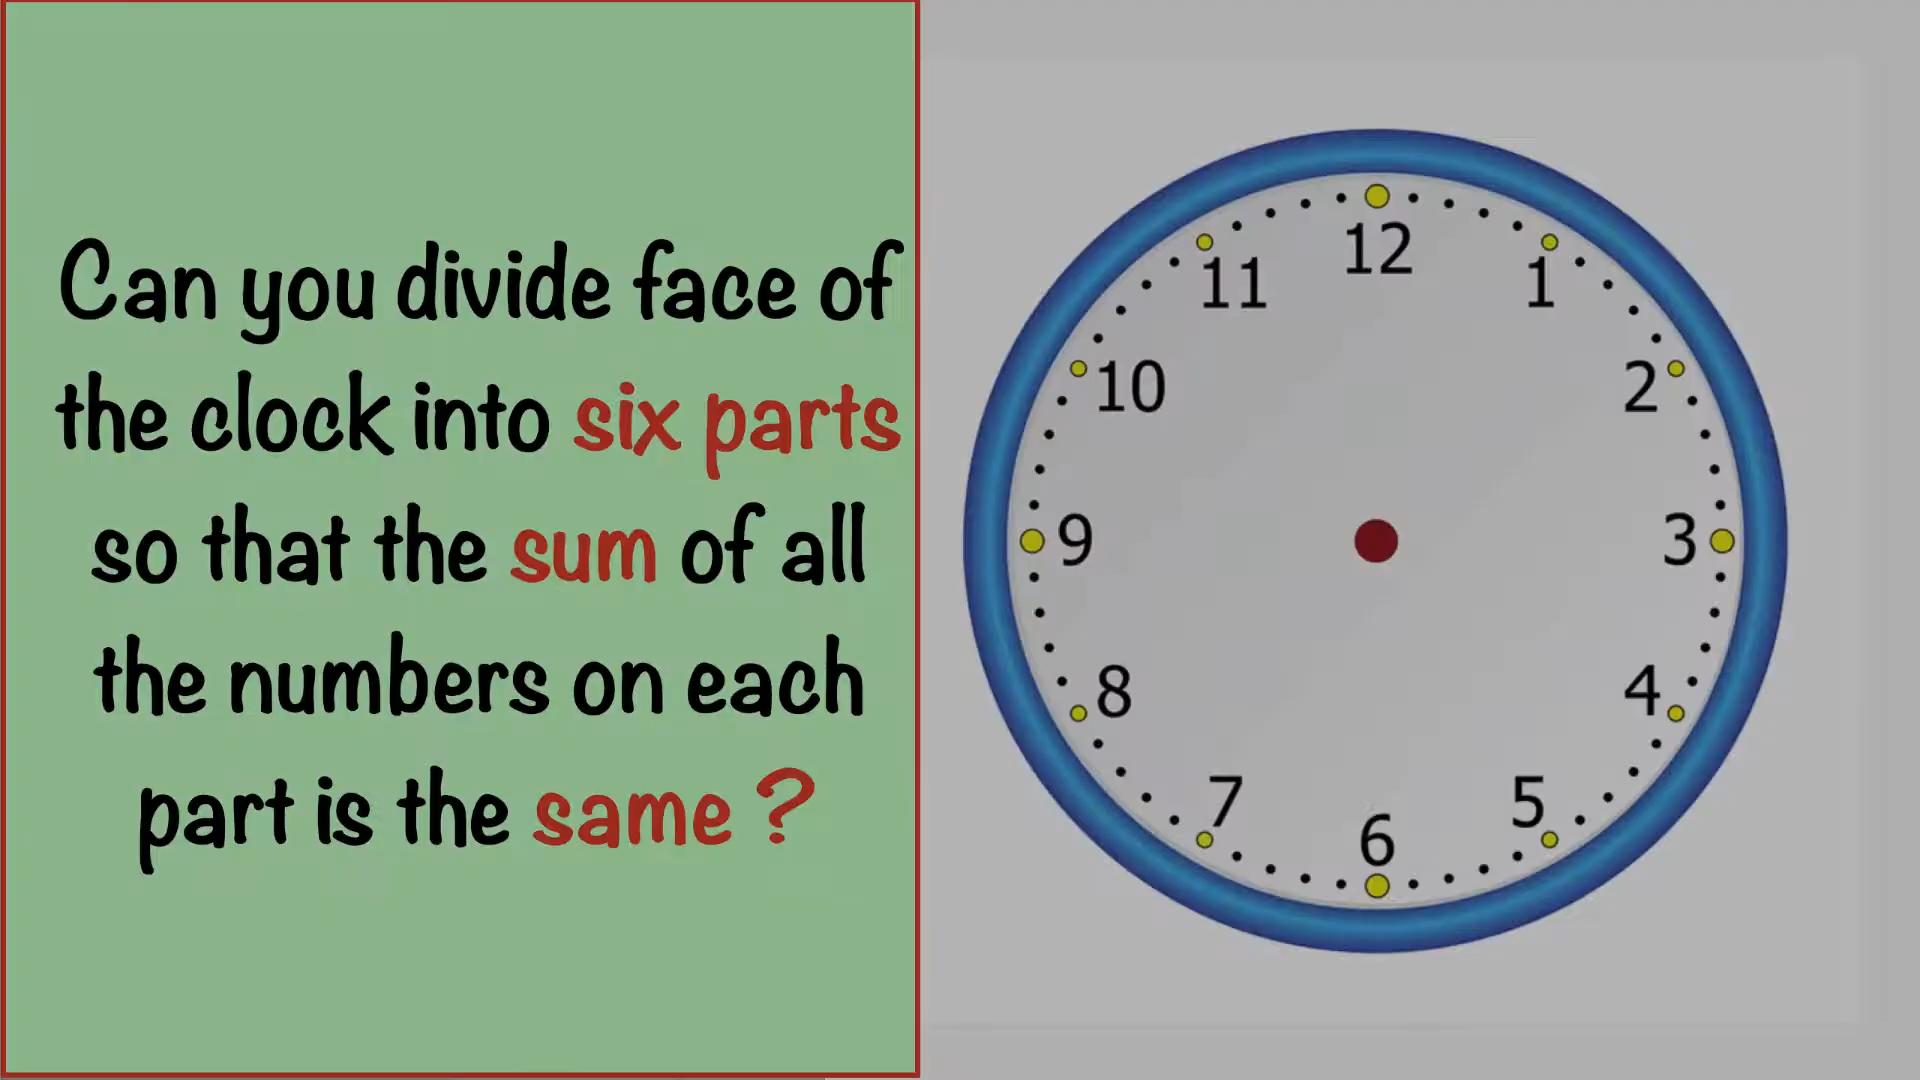 Can you divide face of
the clock into six parts
so that the sum of all
the numbers on each
part is the same ?
12
11
1
10
2
9
3
8
4
7
5
6